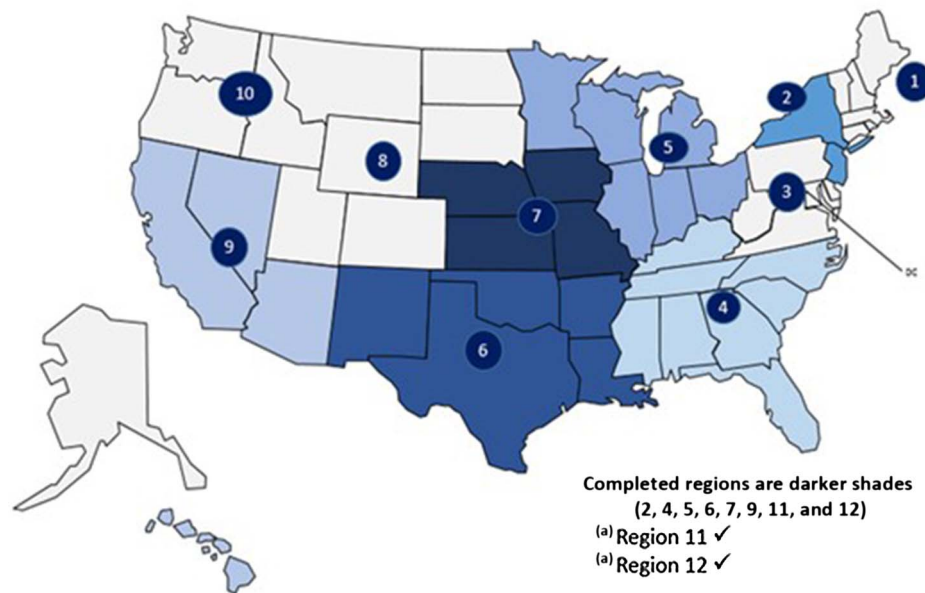 1
2
10
5
8
3
7
9
4
6
Completed regions are darker shades
(2, 4, 5, 6, 7, 9, 11, and 12)
(a) Region 11 ✓
(a) Region 12 ✓